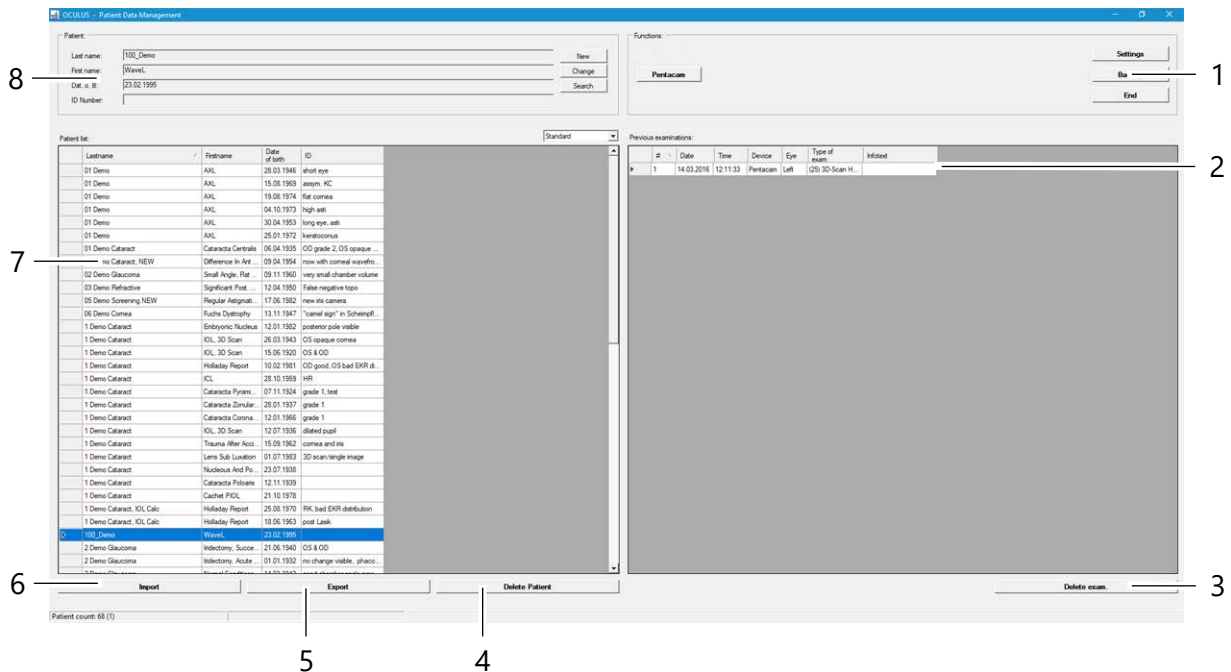 OCULUS - Patient Data Management
Patient:
Last name: 100_Demo New
First name: WaveL Change
Dat. o. B: 23.02.1995 Search
ID Number:
Functions:
Pentacam
Settings
Ba
End
1
2
3
4
5
6
7
8
Patient list: Standard
Lastname Firstname Date of birth ID
01 Demo AXL 28.03.1946 short eye
01 Demo AXL 15.08.1969 assym. KC
01 Demo AXL 19.08.1974 flat cornea
01 Demo AXL 04.10.1973 high asti
01 Demo AXL 30.04.1953 long eye, asti
01 Demo AXL 25.01.1972 keratoconus
01 Demo Cataract Cataracta Centralis 06.04.1935 OD grade 2, OS opaque ...
no Cataract, NEW Difference In Ant ... 09.04.1954 now with corneal wavefro...
02 Demo Glaucoma Small Angle, Flat ... 09.11.1960 very small chamber volume
03 Demo Refractive Significant Post. ... 12.04.1950 False negative topo
05 Demo Screening NEW Regular Astigmati... 17.06.1982 new iris camera
06 Demo Cornea Fuchs Dystrophy 13.11.1947 "camel sign" in Scheimpfl...
1 Demo Cataract Embryonic Nucleus 12.01.1982 posterior pole visible
1 Demo Cataract IOL, 3D Scan 26.03.1943 OS opaque cornea
1 Demo Cataract IOL, 3D Scan 15.06.1920 OS & OD
1 Demo Cataract Holladay Report 10.02.1981 OD good, OS bad EKR di...
1 Demo Cataract ICL 28.10.1959 HR
1 Demo Cataract Cataracta Pyrami... 07.11.1924 grade 1, test
1 Demo Cataract Cataracta Zonular... 28.01.1937 grade 1
1 Demo Cataract Cataracta Corona... 12.01.1966 grade 1
1 Demo Cataract IOL, 3D Scan 12.07.1936 dilated pupil
1 Demo Cataract Trauma After Acci... 15.09.1962 cornea and iris
1 Demo Cataract Lens Sub Luxation 01.07.1983 3D scan/single image
1 Demo Cataract Nucleous And Po... 23.07.1938
1 Demo Cataract Cataracta Poloaris 12.11.1939
1 Demo Cataract Cachet PIOL 21.10.1978
1 Demo Cataract, IOL Calc Holladay Report 25.08.1970 RK, bad EKR distribution
1 Demo Cataract, IOL Calc Holladay Report 18.06.1963 post Lasik
100_Demo WaveL 23.02.1995
2 Demo Glaucoma Iridectomy, Succe... 21.06.1940 OS & OD
2 Demo Glaucoma Iridectomy, Acute ... 01.01.1932 no change visible, phaco...
Previous examinations:
# Date Time Device Eye Type of exam. Infotext
1 14.03.2016 12:11:33 Pentacam Left (25) 3D-Scan H...
Import Export Delete Patient
Delete exam.
Patient count: 68 (1)